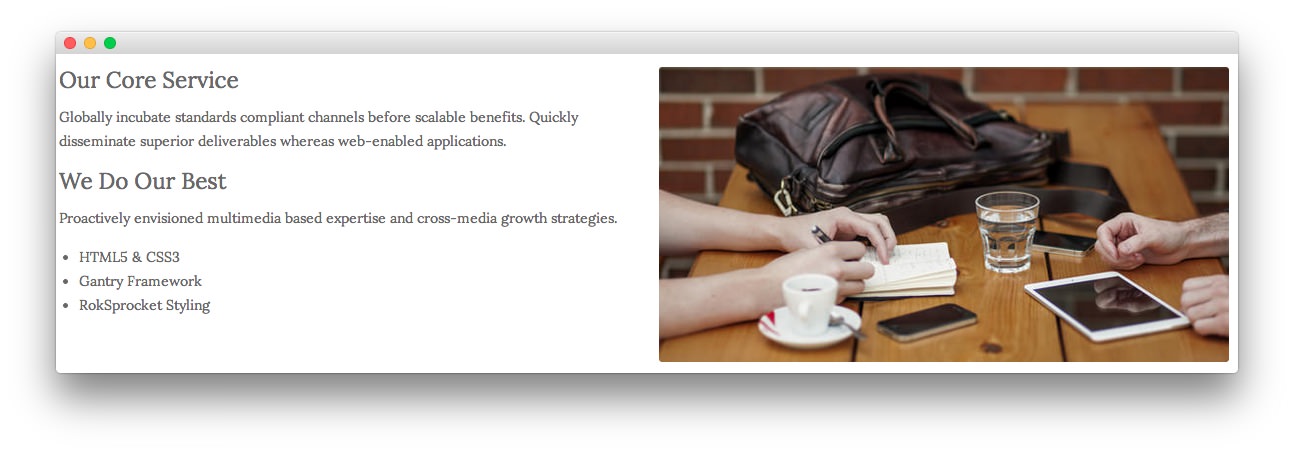 Our Core Service
Globally incubate standards compliant channels before scalable benefits. Quickly
disseminate superior deliverables whereas web-enabled applications.
We Do Our Best
Proactively envisioned multimedia based expertise and cross-media growth strategies.
• HTML5 & CSS3
• Gantry Framework
• RokSprocket Styling